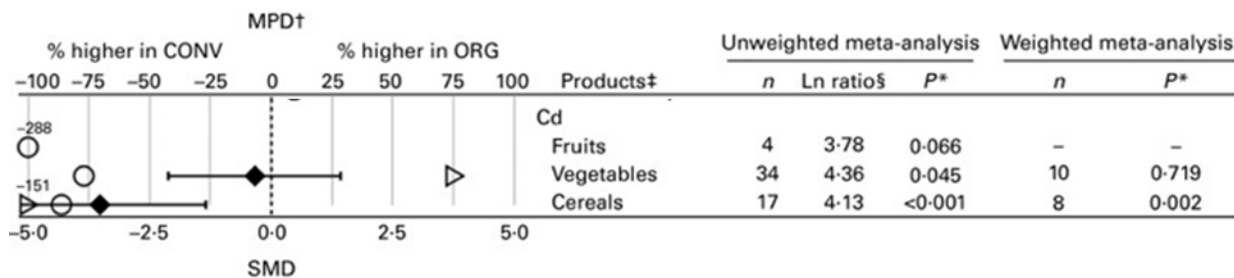 MPD†
% higher in CONV % higher in ORG Unweighted meta-analysis Weighted meta-analysis
−100 −75 −50 −25 0 25 50 75 100 Products‡ n Ln ratio§ P* n P*
Cd
−288
Fruits 4 3·78 0·066 – –
Vegetables 34 4·36 0·045 10 0·719
−151
Cereals 17 4·13 <0·001 8 0·002
−5·0 −2·5 0·0 2·5 5·0
SMD